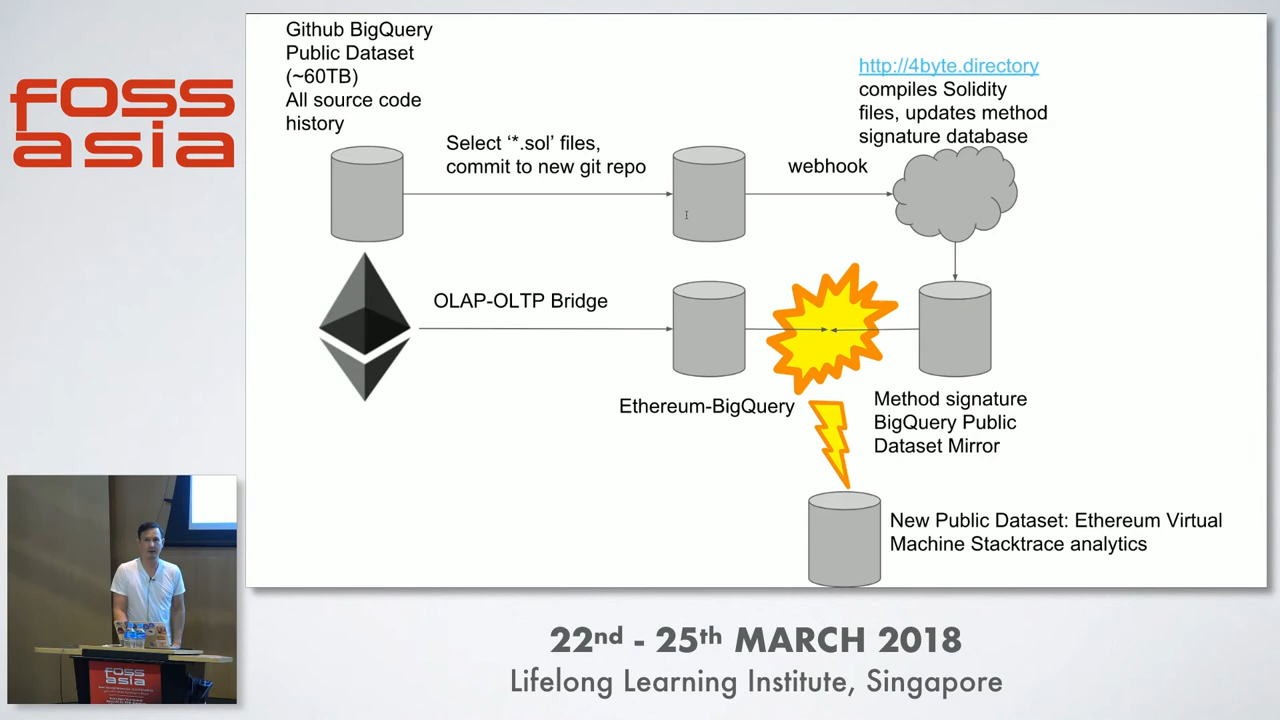 foss
asia
Github BigQuery
Public Dataset
(~60TB)
All source code
history
Select ‘*.sol’ files,
commit to new git repo
webhook
http://4byte.directory
compiles Solidity
files, updates method
signature database
OLAP-OLTP Bridge
Ethereum-BigQuery
Method signature
BigQuery Public
Dataset Mirror
New Public Dataset: Ethereum Virtual
Machine Stacktrace analytics
foss
asia
22nd - 25th MARCH 2018
Lifelong Learning Institute, Singapore